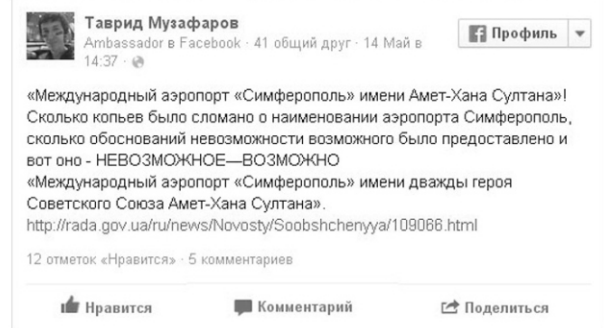 Таврид Музафаров
Ambassador в Facebook · 41 общий друг · 14 Май в
14:37 ·
Профиль
«Международный аэропорт «Симферополь» имени Амет-Хана Султана»!
Сколько копьев было сломано о наименовании аэропорта Симферополь,
сколько обоснований невозможности возможного было предоставлено и
вот оно - НЕВОЗМОЖНОЕ—ВОЗМОЖНО
«Международный аэропорт «Симферополь» имени дважды героя
Советского Союза Амет-Хана Султана».
http://rada.gov.ua/ru/news/Novosty/Soobshchenyya/109066.html
12 отметок «Нравится» · 5 комментариев
Нравится
Комментарий
Поделиться